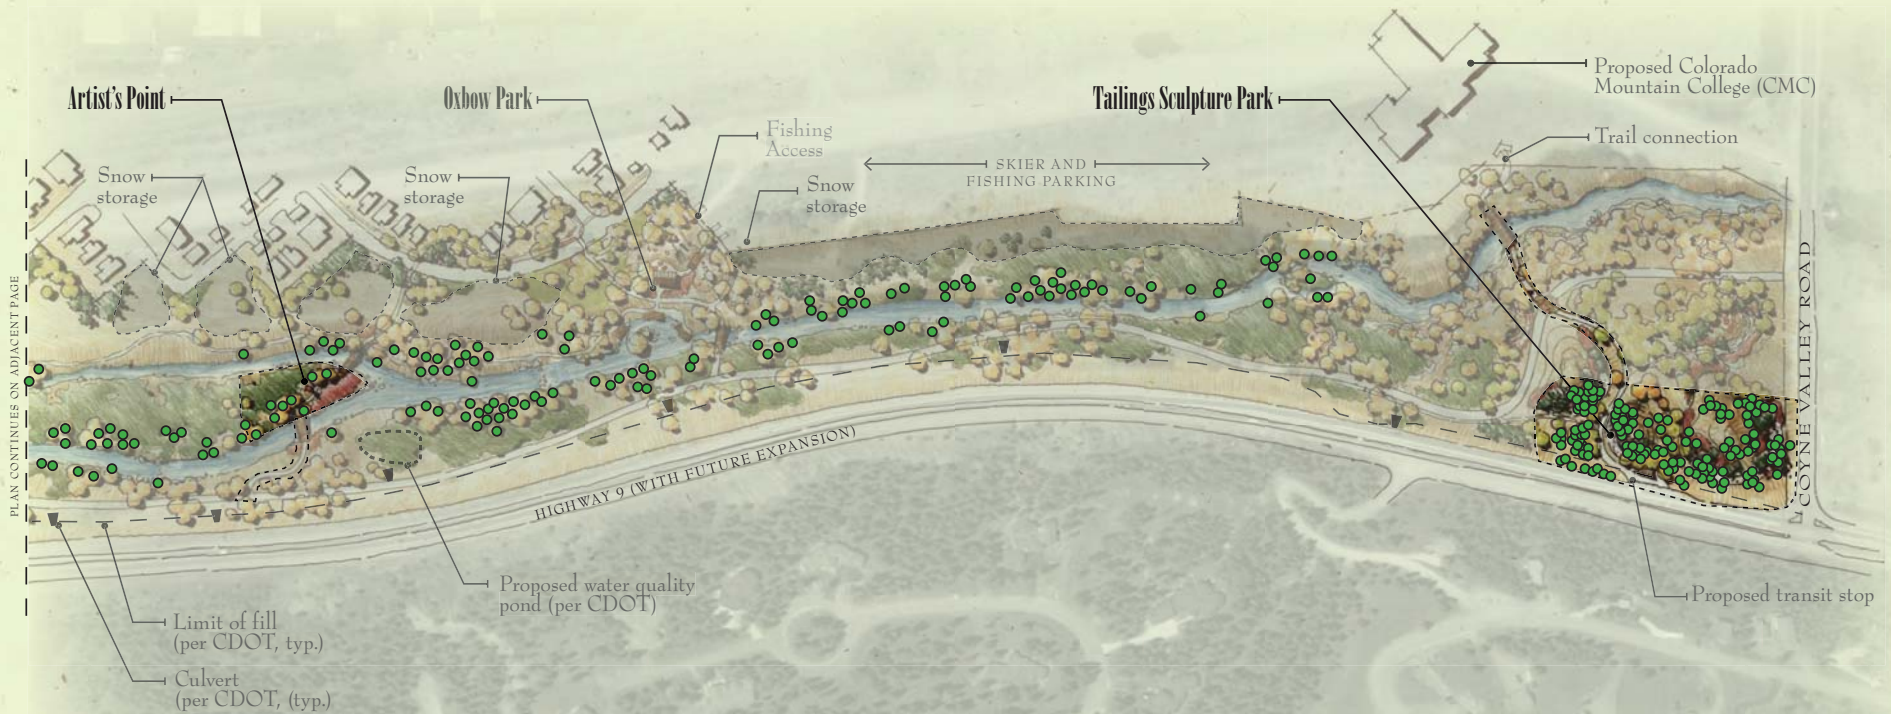 Artist's Point
Oxbow Park
Tailings Sculpture Park
Proposed Colorado
Mountain College (CMC)
Fishing
Access
Trail connection
SKIER AND
FISHING PARKING
Snow
storage
Snow
storage
Snow
storage
PLAN CONTINUES ON ADJACENT PAGE
COYNE VALLEY ROAD
HIGHWAY 9 (WITH FUTURE EXPANSION)
Proposed water quality
pond (per CDOT)
Proposed transit stop
Limit of fill
(per CDOT, typ.)
Culvert
(per CDOT, (typ.)